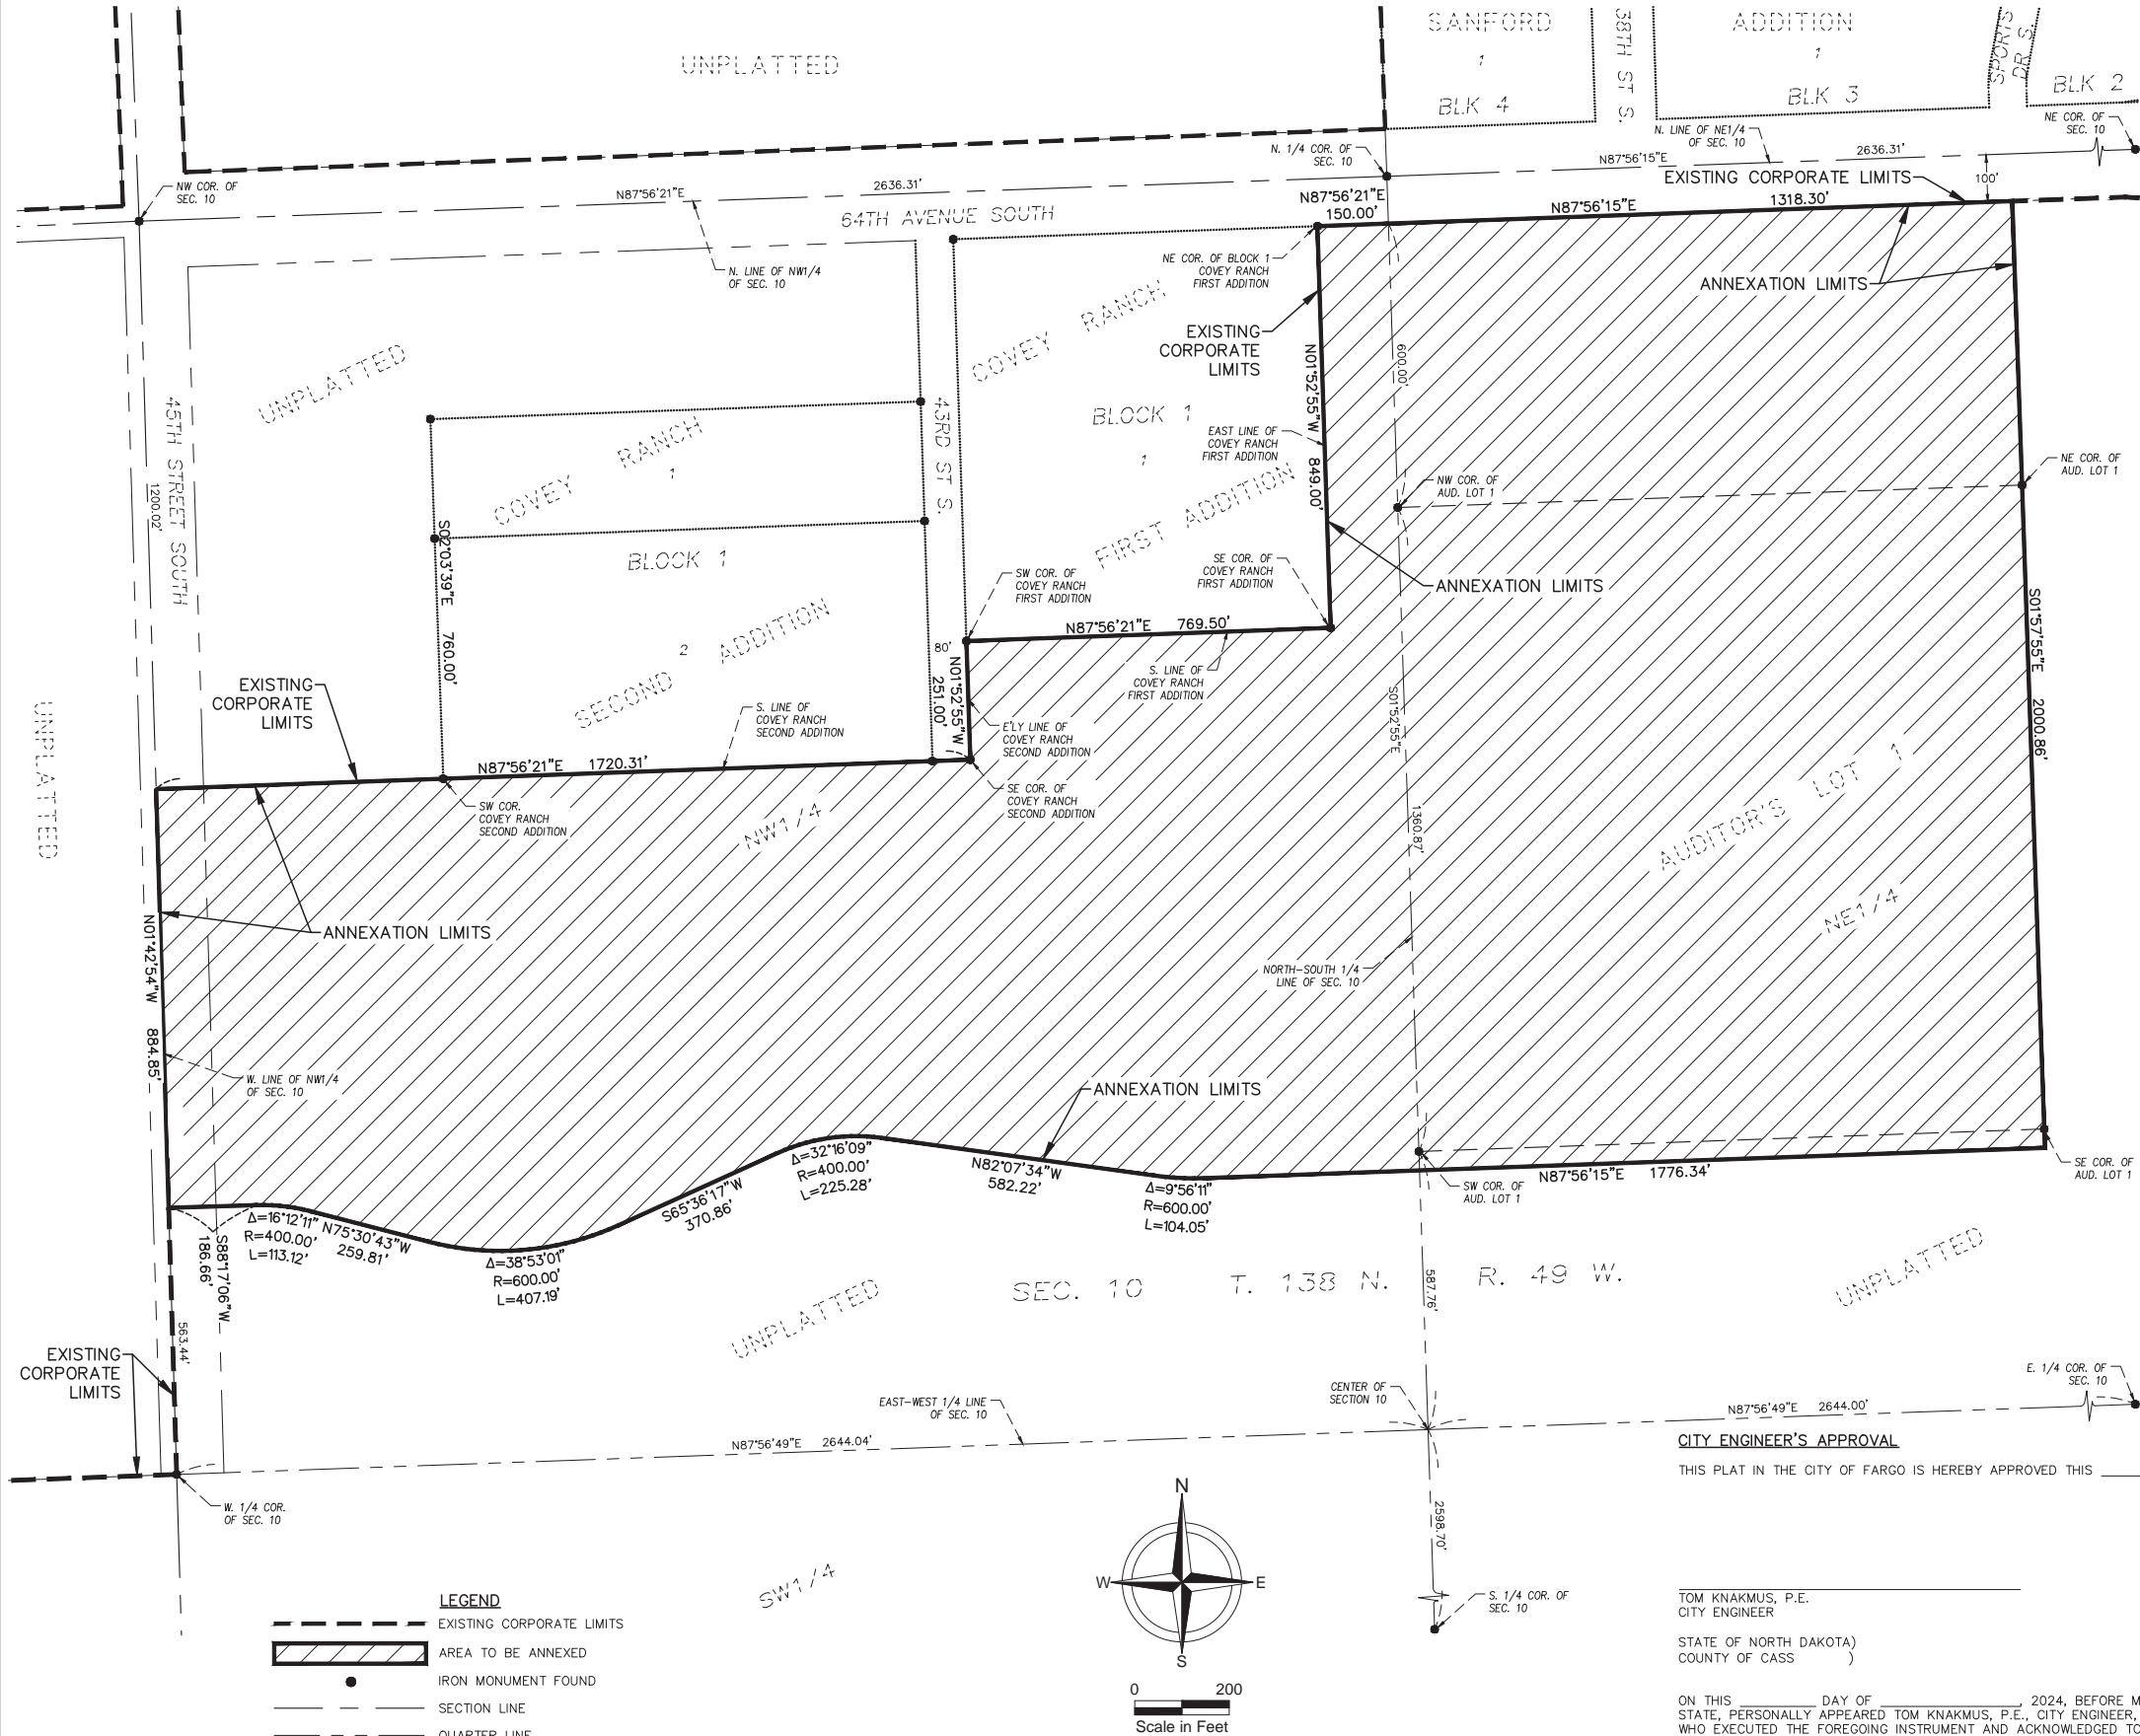 UNPLATTED
SANFORD
1
BLK 4
38TH ST S.
ADDITION
1
BLK 3
SPORTS
DR S.
BLK 2
NE COR. OF
SEC. 10
N. LINE OF NE1/4
OF SEC. 10
N. 1/4 COR. OF
SEC. 10
N87°56'15"E
2636.31'
100'
NW COR. OF
SEC. 10
N87°56'21"E
2636.31'
64TH AVENUE SOUTH
N. LINE OF NW1/4
OF SEC. 10
N87°56'21"E
150.00'
EXISTING CORPORATE LIMITS
N87°56'15"E
1318.30'
ANNEXATION LIMITS
NE COR. OF BLOCK 1
COVEY RANCH
FIRST ADDITION
EXISTING
CORPORATE
LIMITS
UNPLATTED
COVEY RANCH
BLOCK 1
1
FIRST ADDITION
EAST LINE OF
COVEY RANCH
FIRST ADDITION
N01°52'55"W 849.00'
600.00'
NW COR. OF
AUD. LOT 1
NE COR. OF
AUD. LOT 1
45TH STREET SOUTH
1200.02'
43RD ST S.
COVEY RANCH
1
S02°03'39"E 760.00'
BLOCK 1
2
SECOND ADDITION
SW COR. OF
COVEY RANCH
FIRST ADDITION
SE COR. OF
COVEY RANCH
FIRST ADDITION
ANNEXATION LIMITS
N87°56'21"E 769.50'
S. LINE OF
COVEY RANCH
FIRST ADDITION
80'
N01°52'55"W
251.00'
E'LY LINE OF
COVEY RANCH
SECOND ADDITION
SE COR. OF
COVEY RANCH
SECOND ADDITION
S01°52'55"E
1360.87'
S01°57'55"E 2000.86'
UNPLATTED
EXISTING
CORPORATE
LIMITS
S. LINE OF
COVEY RANCH
SECOND ADDITION
N87°56'21"E 1720.31'
SW COR.
COVEY RANCH
SECOND ADDITION
NW1/4
AUDITOR'S LOT 1
NE1/4
N01°42'54"W 884.85'
ANNEXATION LIMITS
NORTH-SOUTH 1/4
LINE OF SEC. 10
W. LINE OF NW1/4
OF SEC. 10
ANNEXATION LIMITS
Δ=32°16'09"
R=400.00'
L=225.28'
N82°07'34"W
582.22'
Δ=9°56'11"
R=600.00'
L=104.05'
SW COR. OF
AUD. LOT 1
N87°56'15"E 1776.34'
SE COR. OF
AUD. LOT 1
S65°36'17"W
370.86'
Δ=16°12'11"
R=400.00'
L=113.12'
N75°30'43"W
259.81'
S88°17'06"W
186.66'
Δ=38°53'01"
R=600.00'
L=407.19'
563.44'
UNPLATTED
SEC. 10 T. 138 N. R. 49 W.
587.76'
UNPLATTED
EXISTING
CORPORATE
LIMITS
EAST-WEST 1/4 LINE
OF SEC. 10
CENTER OF
SECTION 10
E. 1/4 COR. OF
SEC. 10
N87°56'49"E 2644.04'
N87°56'49"E 2644.00'
W. 1/4 COR.
OF SEC. 10
SW1/4
2598.70'
S. 1/4 COR. OF
SEC. 10
N
W
E
S
0 200
Scale in Feet
LEGEND
EXISTING CORPORATE LIMITS
AREA TO BE ANNEXED
IRON MONUMENT FOUND
SECTION LINE
QUARTER LINE
CITY ENGINEER'S APPROVAL
THIS PLAT IN THE CITY OF FARGO IS HEREBY APPROVED THIS
TOM KNAKMUS, P.E.
CITY ENGINEER
STATE OF NORTH DAKOTA)
COUNTY OF CASS )
ON THIS ________ DAY OF ________________, 2024, BEFORE M
STATE, PERSONALLY APPEARED TOM KNAKMUS, P.E., CITY ENGINEER,
WHO EXECUTED THE FOREGOING INSTRUMENT AND ACKNOWLEDGED TO